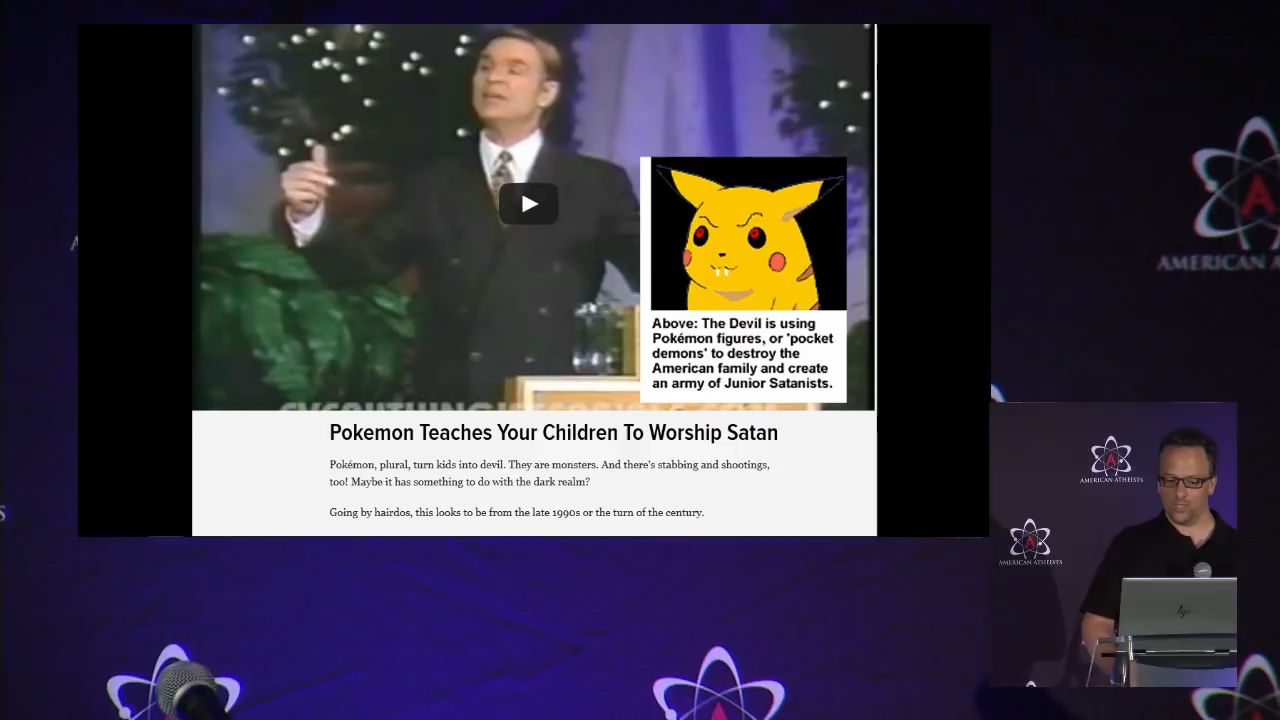 Above: The Devil is using
Pokémon figures, or 'pocket
demons' to destroy the
American family and create
an army of Junior Satanists.
Pokemon Teaches Your Children To Worship Satan
Pokémon, plural, turn kids into devil. They are monsters. And there's stabbing and shootings,
too! Maybe it has something to do with the dark realm?
Going by hairdos, this looks to be from the late 1990s or the turn of the century.
A
AMERICAN A
A
AMERICAN ATHEISTS
A
AMERICAN ATHEISTS
hp